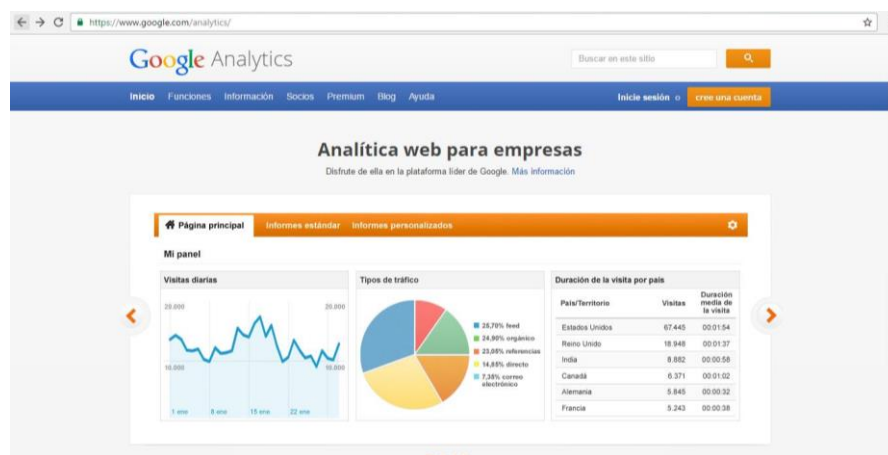 https://www.google.com/analytics/
Google Analytics
Buscar en este sitio
Inicio Funciones Información Socios Premium Blog Ayuda
Inicie sesión o cree una cuenta
Analítica web para empresas
Disfrute de ella en la plataforma líder de Google. Más información
Página principal Informes estándar Informes personalizados
Mi panel
Visitas diarias
20.000 20.000
10.000 10.000
1 ene 8 ene 15 ene 22 ene
Tipos de tráfico
28,70% feed
24,90% orgánico
23,08% referencias
14,85% directo
7,38% correo
electrónico
Duración de la visita por país
País/Territorio Visitas Duración
media de
la visita
Estados Unidos 67.445 00:01:54
Reino Unido 18.948 00:01:37
India 8.882 00:00:58
Canadá 6.371 00:01:02
Alemania 5.845 00:00:32
Francia 5.243 00:00:38